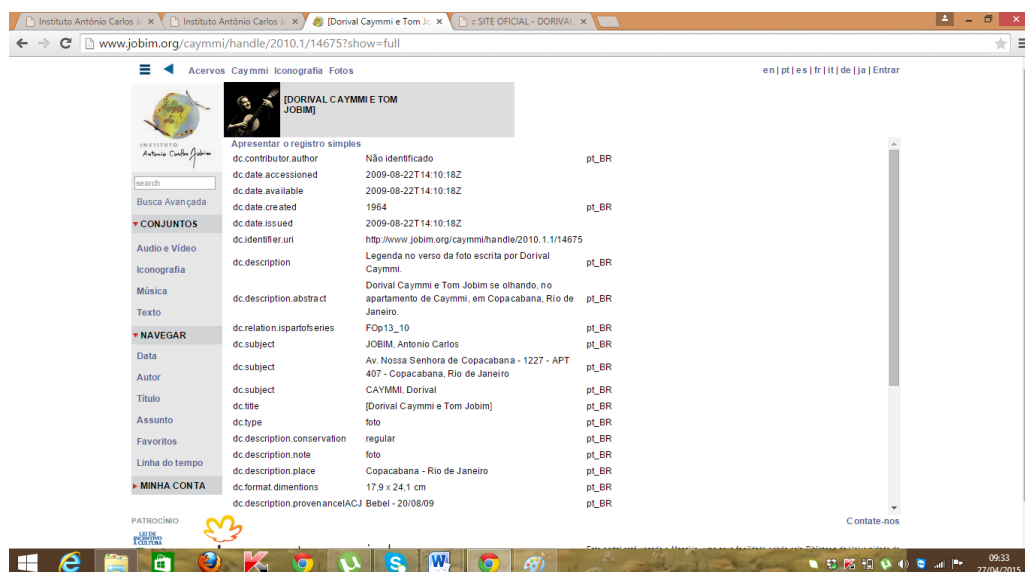 Instituto Antônio Carlos J
Instituto Antônio Carlos J
[Dorival Caymmi e Tom Jo
:: SITE OFICIAL - DORIVAL
www.jobim.org/caymmi/handle/2010.1/14675?show=full
Acervos Caymmi Iconografia Fotos
en | pt | es | fr | it | de | ja | Entrar
[DORIVAL CAYMMI E TOM
JOBIM]
INSTITUTO
Antonio Carlos Jobim
search
Busca Avançada
CONJUNTOS
Audio e Vídeo
Iconografia
Música
Texto
NAVEGAR
Data
Autor
Título
Assunto
Favoritos
Linha do tempo
MINHA CONTA
Apresentar o registro simples
dc.contributor.author Não identificado pt_BR
dc.date.accessioned 2009-08-22T14:10:18Z
dc.date.available 2009-08-22T14:10:18Z
dc.date.created 1964 pt_BR
dc.date.issued 2009-08-22T14:10:18Z
dc.identifier.uri http://www.jobim.org/caymmi/handle/2010.1.1/14675
dc.description Legenda no verso da foto escrita por Dorival
Caymmi. pt_BR
dc.description.abstract Dorival Caymmi e Tom Jobim se olhando, no
apartamento de Caymmi, em Copacabana, Rio de
Janeiro. pt_BR
dc.relation.ispartofseries FOp13_10 pt_BR
dc.subject JOBIM, Antonio Carlos pt_BR
dc.subject Av. Nossa Senhora de Copacabana - 1227 - APT
407 - Copacabana, Rio de Janeiro pt_BR
dc.subject CAYMMI, Dorival pt_BR
dc.title [Dorival Caymmi e Tom Jobim] pt_BR
dc.type foto pt_BR
dc.description.conservation regular pt_BR
dc.description.note foto pt_BR
dc.description.place Copacabana - Rio de Janeiro pt_BR
dc.format.dimentions 17,9 x 24,1 cm pt_BR
dc.description.provenanceIACJ Bebel - 20/08/09 pt_BR
PATROCÍNIO
LEI DE
INCENTIVO
À CULTURA
Contate-nos
09:33
27/04/2015